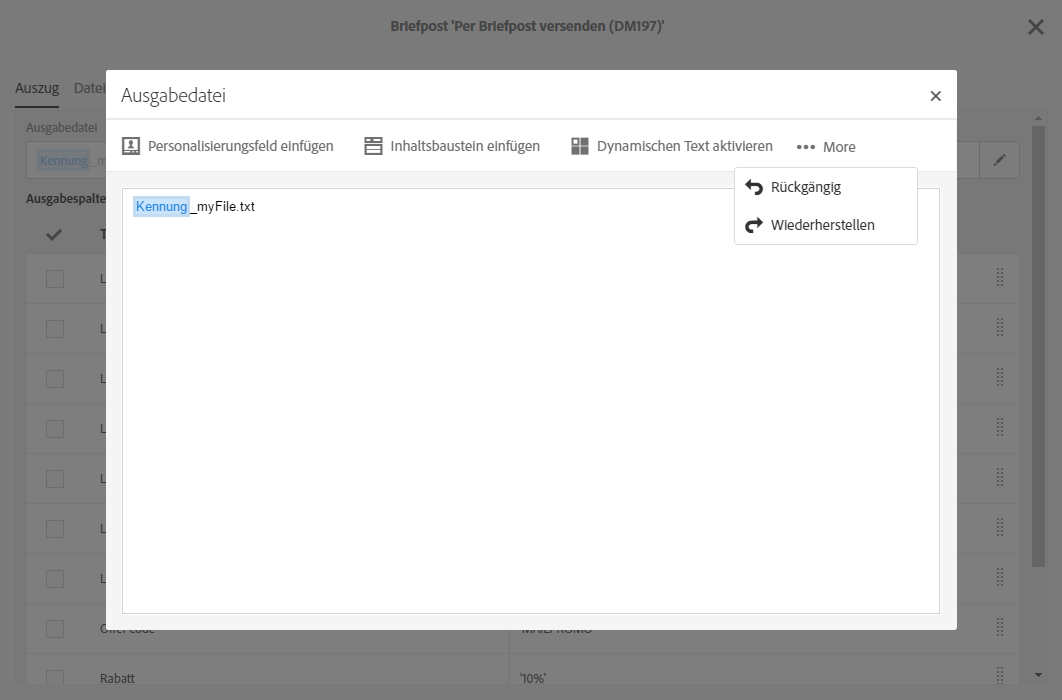 Briefpost 'Per Briefpost versenden (DM197)'
Auszug Datei
Ausgabedatei
Kennung_m
Ausgabespalte
Ausgabedatei
Personalisierungsfeld einfügen Inhaltsbaustein einfügen Dynamischen Text aktivieren More
Rückgängig
Wiederherstellen
Kennung_myFile.txt
T
L
L
L
L
L
L
L
Rabatt '10%'